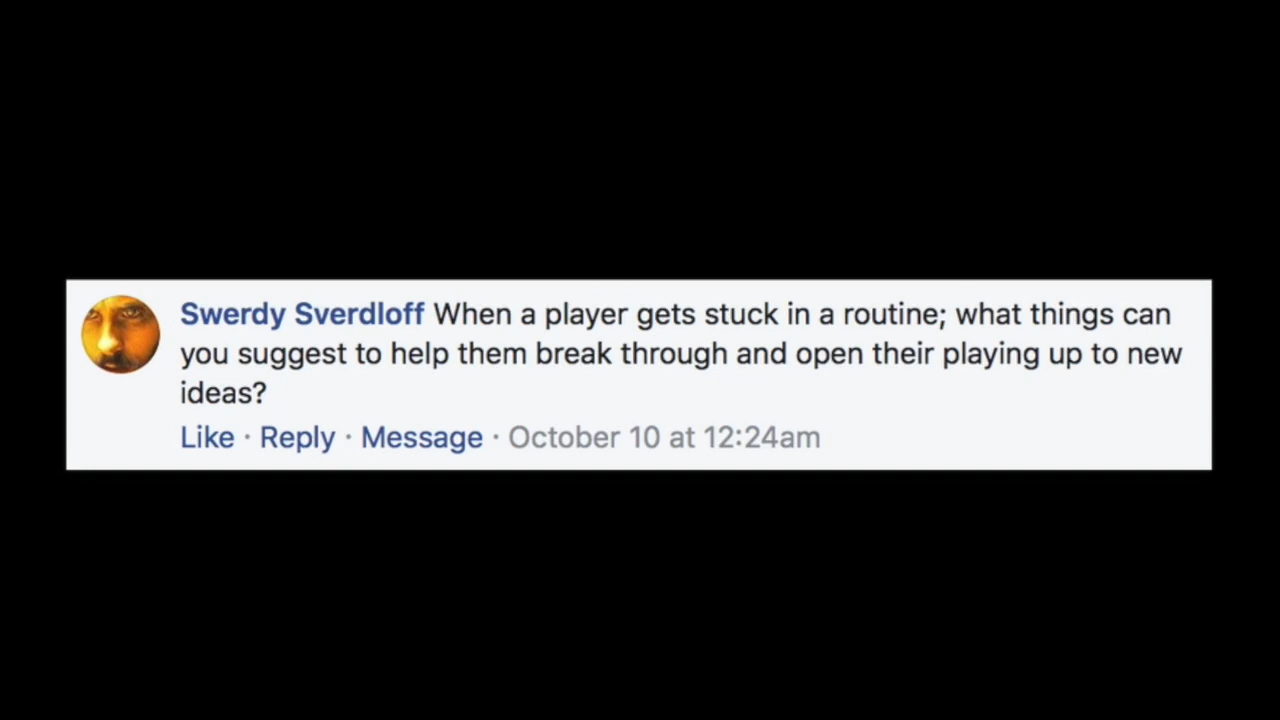 Swerdy Sverdloff When a player gets stuck in a routine; what things can
you suggest to help them break through and open their playing up to new
ideas?
Like · Reply · Message · October 10 at 12:24am